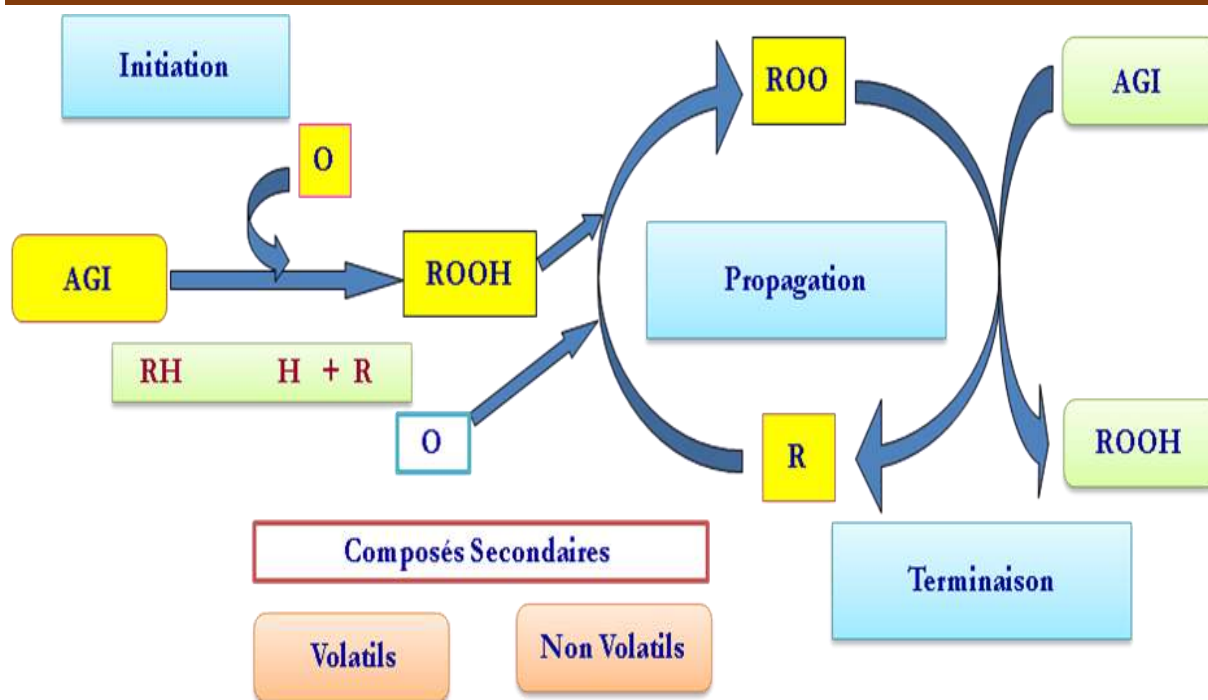 Initiation
ROO
AGI
O
AGI
ROOH
Propagation
RH H + R
O
R
ROOH
Composés Secondaires
Terminaison
Volatils
Non Volatils